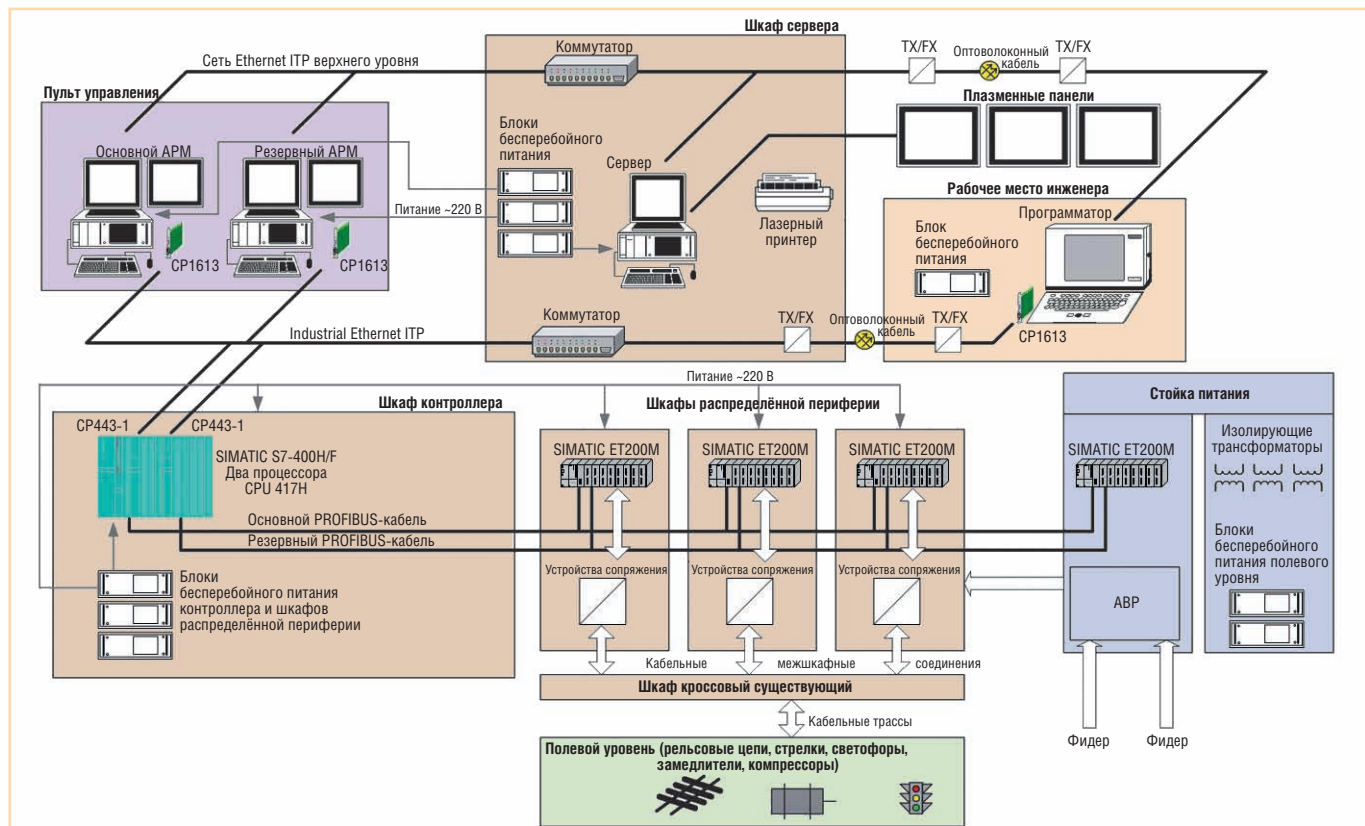 Шкаф сервера
Коммутатор
TX/FX
Оптоволоконный
кабель
TX/FX
Сеть Ethernet ITP верхнего уровня
Пульт управления
Плазменные панели
Основной АРМ
Резервный АРМ
Блоки
бесперебойного
питания
Сервер
Питание ~220 В
Лазерный
принтер
CP1613
CP1613
Рабочее место инженера
Программатор
Блок
бесперебойного
питания
CP1613
Industrial Ethernet ITP
Коммутатор
TX/FX
Оптоволоконный
кабель
TX/FX
Питание ~220 В
Шкаф контроллера
Шкафы распределённой периферии
Стойка питания
CP443-1
CP443-1
SIMATIC S7-400H/F
Два процессора
CPU 417H
SIMATIC ET200M
SIMATIC ET200M
SIMATIC ET200M
SIMATIC ET200M
Изолирующие
трансформаторы
Основной PROFIBUS-кабель
Резервный PROFIBUS-кабель
Блоки
бесперебойного питания
контроллера и шкафов
распределённой периферии
Устройства сопряжения
Устройства сопряжения
Устройства сопряжения
Блоки
бесперебойного
питания полевого
уровня
АВР
Кабельные
межшкафные
соединения
Шкаф кроссовый существующий
Кабельные трассы
Фидер
Фидер
Полевой уровень (рельсовые цепи, стрелки, светофоры,
замедлители, компрессоры)